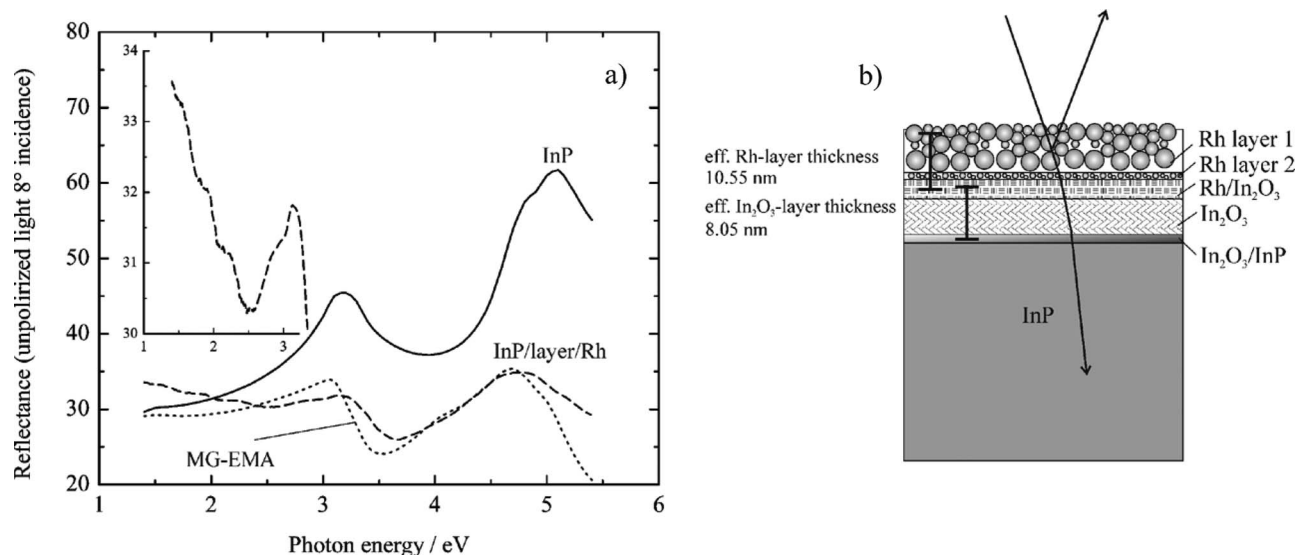 80
70
60
50
40
30
20
1
2
3
4
5
6
Reflectance (unpolirized light 8° incidence)
Photon energy / eV
a)
34
33
32
31
30
1
2
3
InP
InP/layer/Rh
MG-EMA
b)
eff. Rh-layer thickness
10.55 nm
eff. In₂O₃-layer thickness
8.05 nm
Rh layer 1
Rh layer 2
Rh/In₂O₃
In₂O₃
In₂O₃/InP
InP